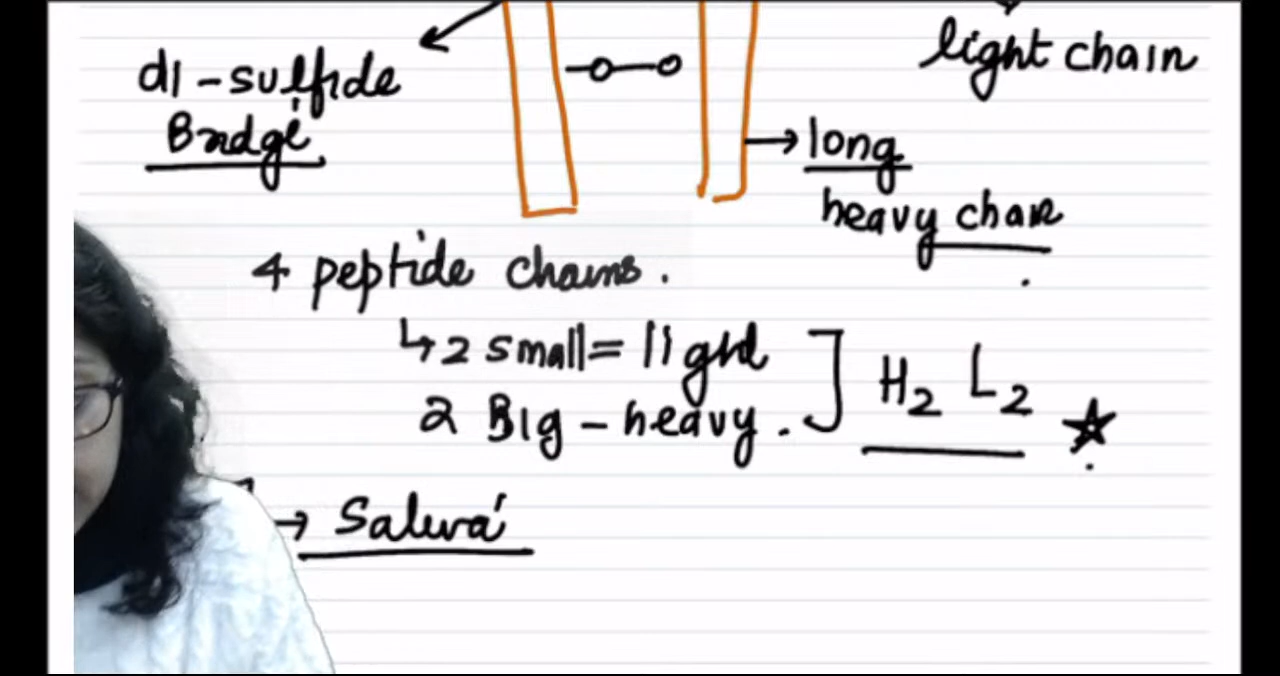 light chain
di-sulfide
Bridge
long
heavy chain
4 peptide chains.
↳ 2 small = light
2 Big - heavy.
H2 L2
→ Saliva